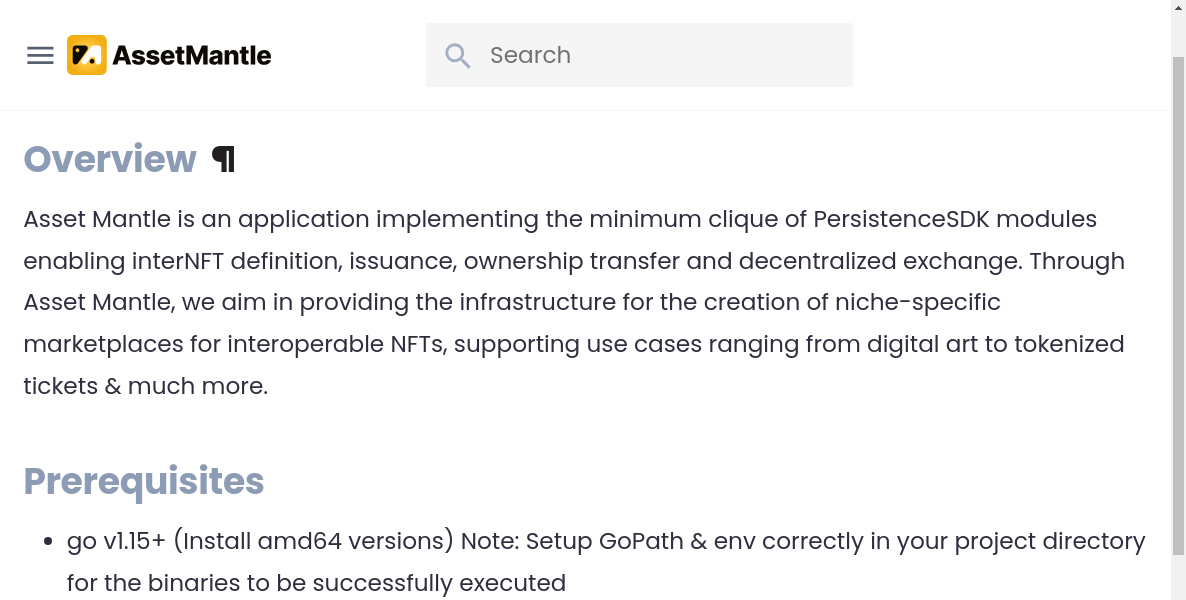 AssetMantle
Search
Overview ¶
Asset Mantle is an application implementing the minimum clique of PersistenceSDK modules
enabling interNFT definition, issuance, ownership transfer and decentralized exchange. Through
Asset Mantle, we aim in providing the infrastructure for the creation of niche-specific
marketplaces for interoperable NFTs, supporting use cases ranging from digital art to tokenized
tickets & much more.
Prerequisites
• go v1.15+ (Install amd64 versions) Note: Setup GoPath & env correctly in your project directory
for the binaries to be successfully executed